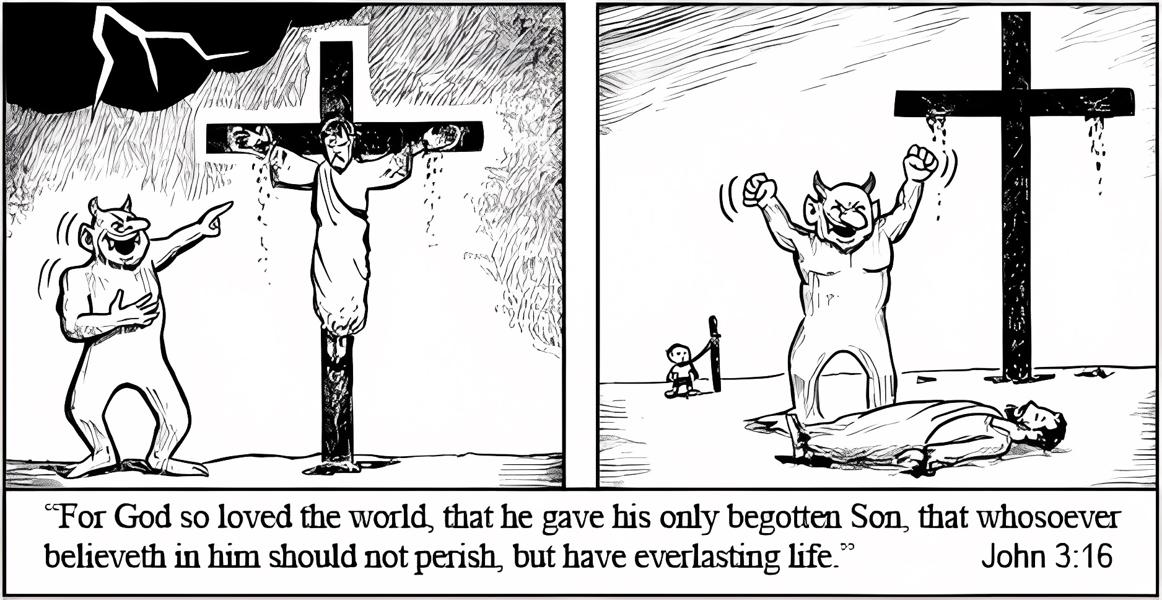 “For God so loved the world, that he gave his only begotten Son, that whosoever
believeth in him should not perish, but have everlasting life.” John 3:16